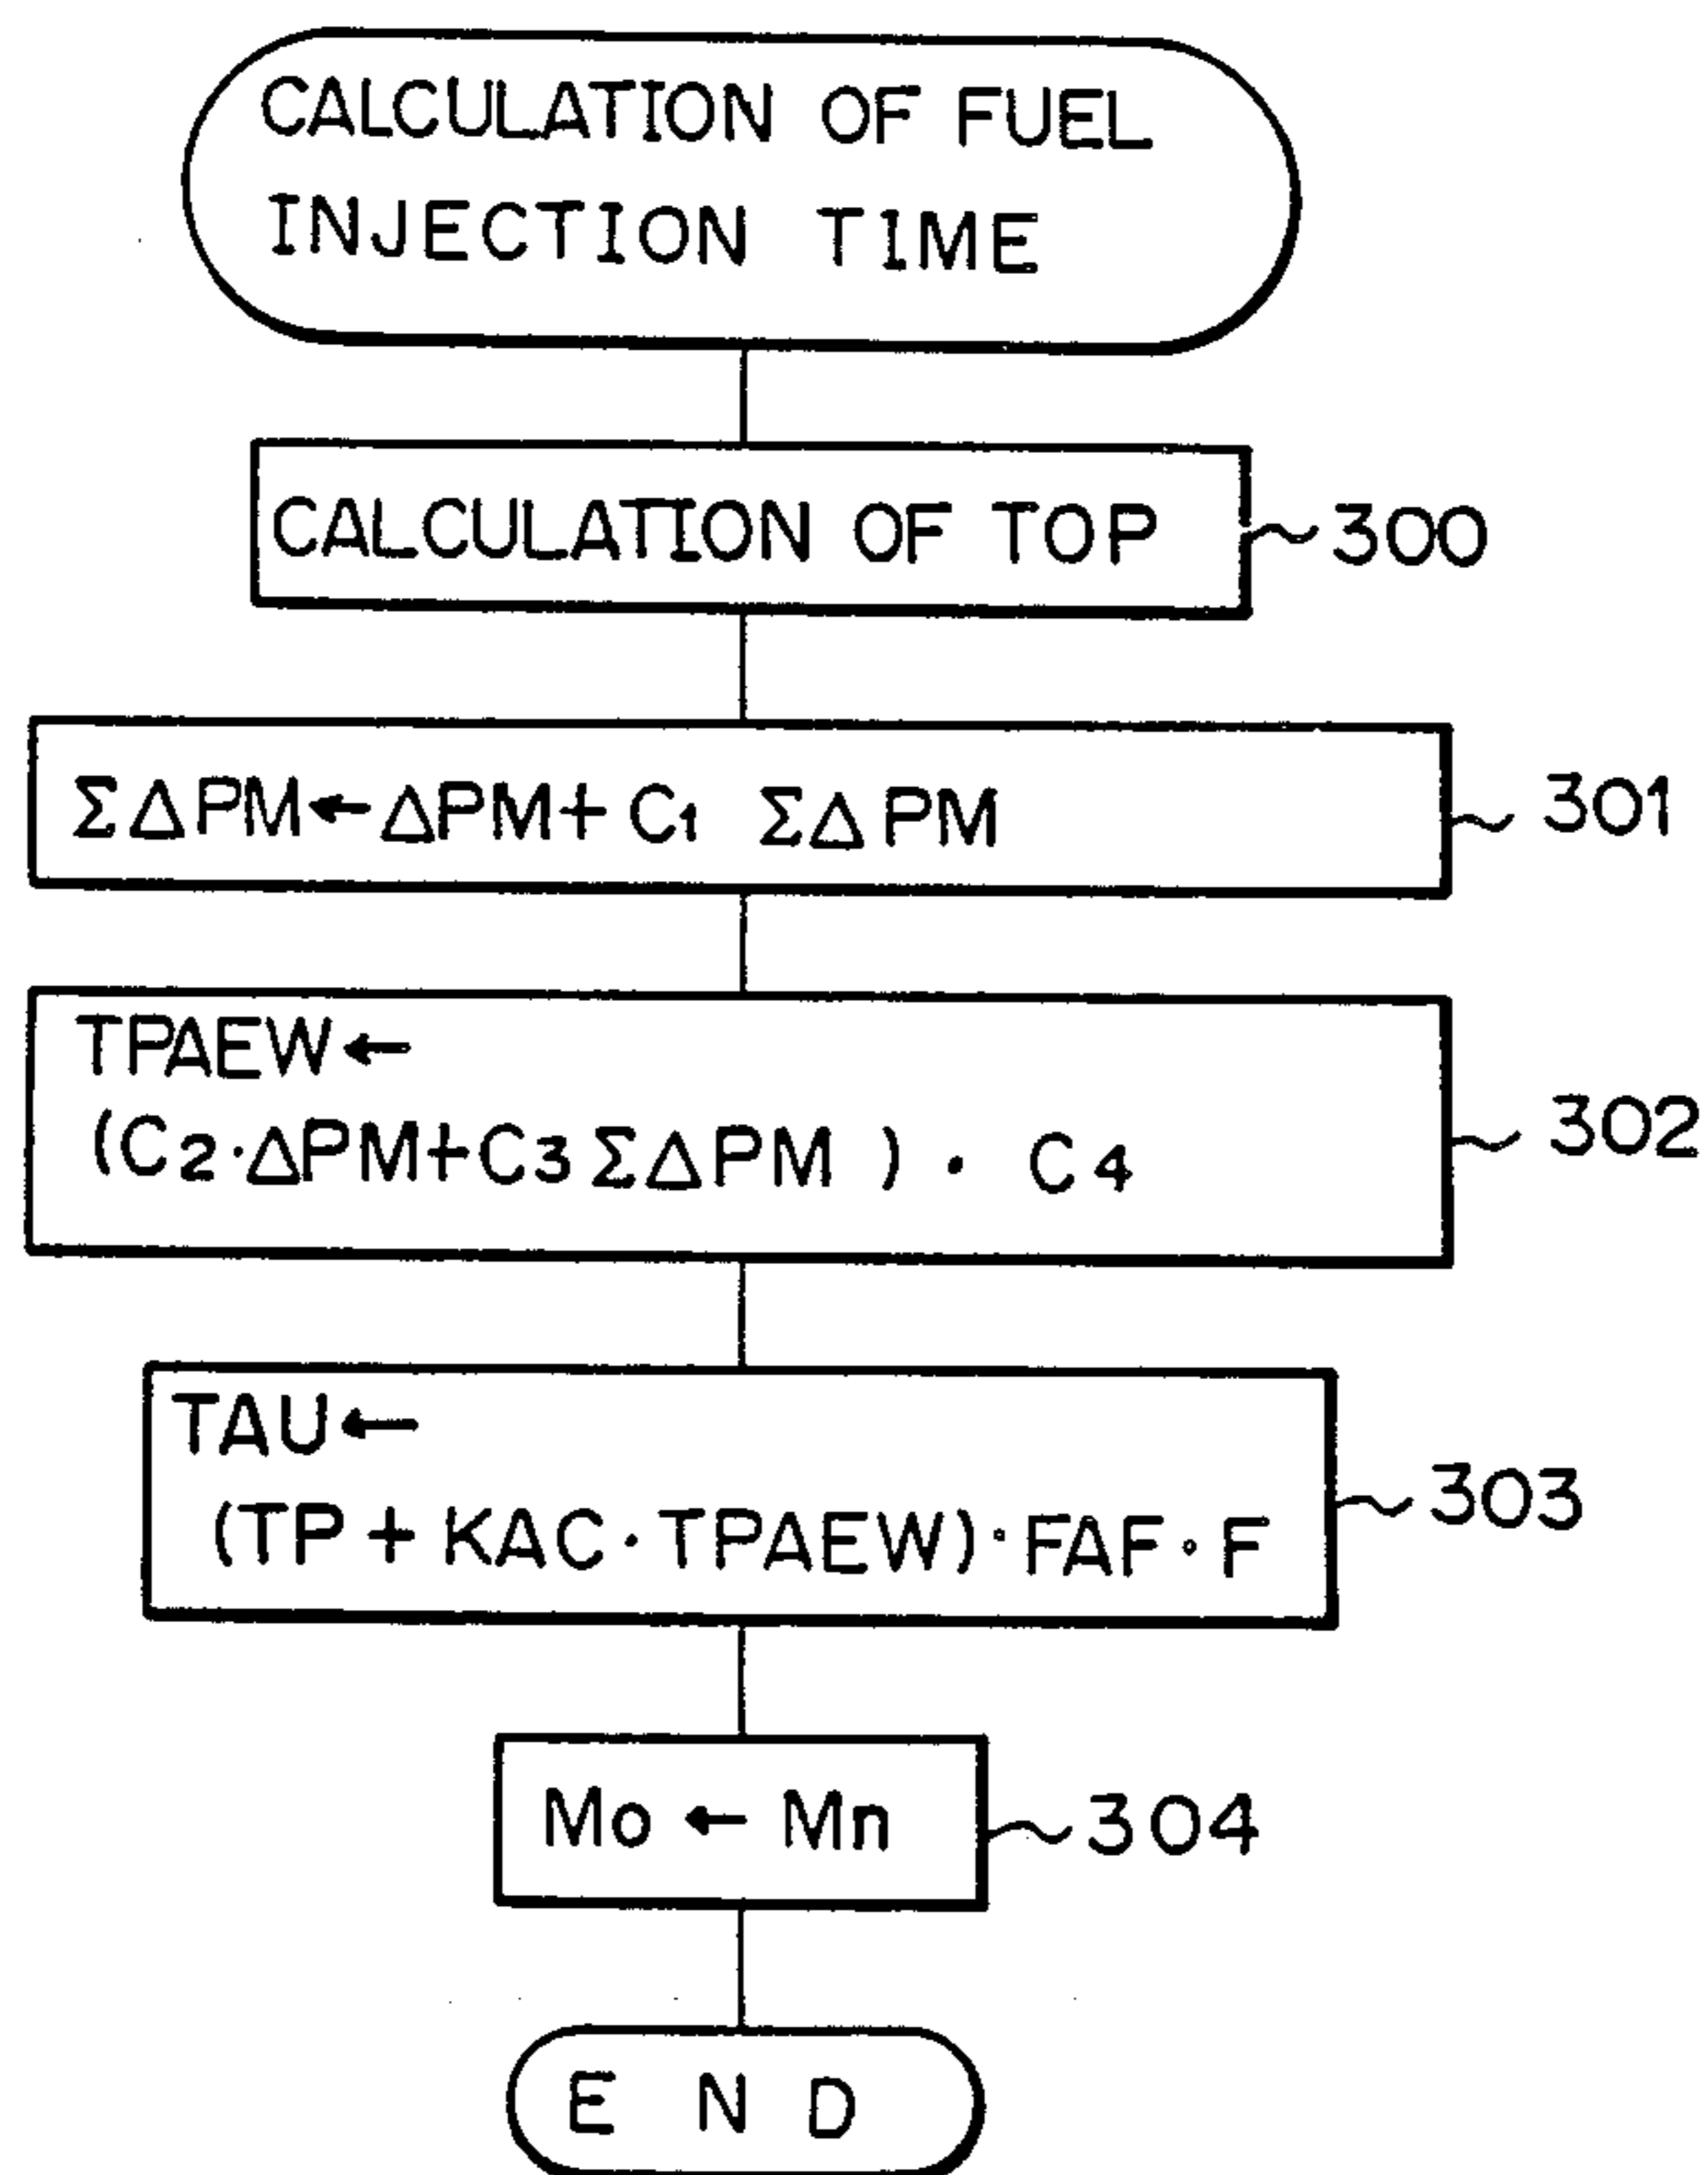 CALCULATION OF FUEL
INJECTION TIME
CALCULATION OF TOP
300
ΣΔPM←ΔPM+C1 ΣΔPM
301
TPAEW←
(C2·ΔPM+C3ΣΔPM)・C4
302
TAU←
(TP+KAC·TPAEW)·FAF·F
303
Mo←Mn
304
END